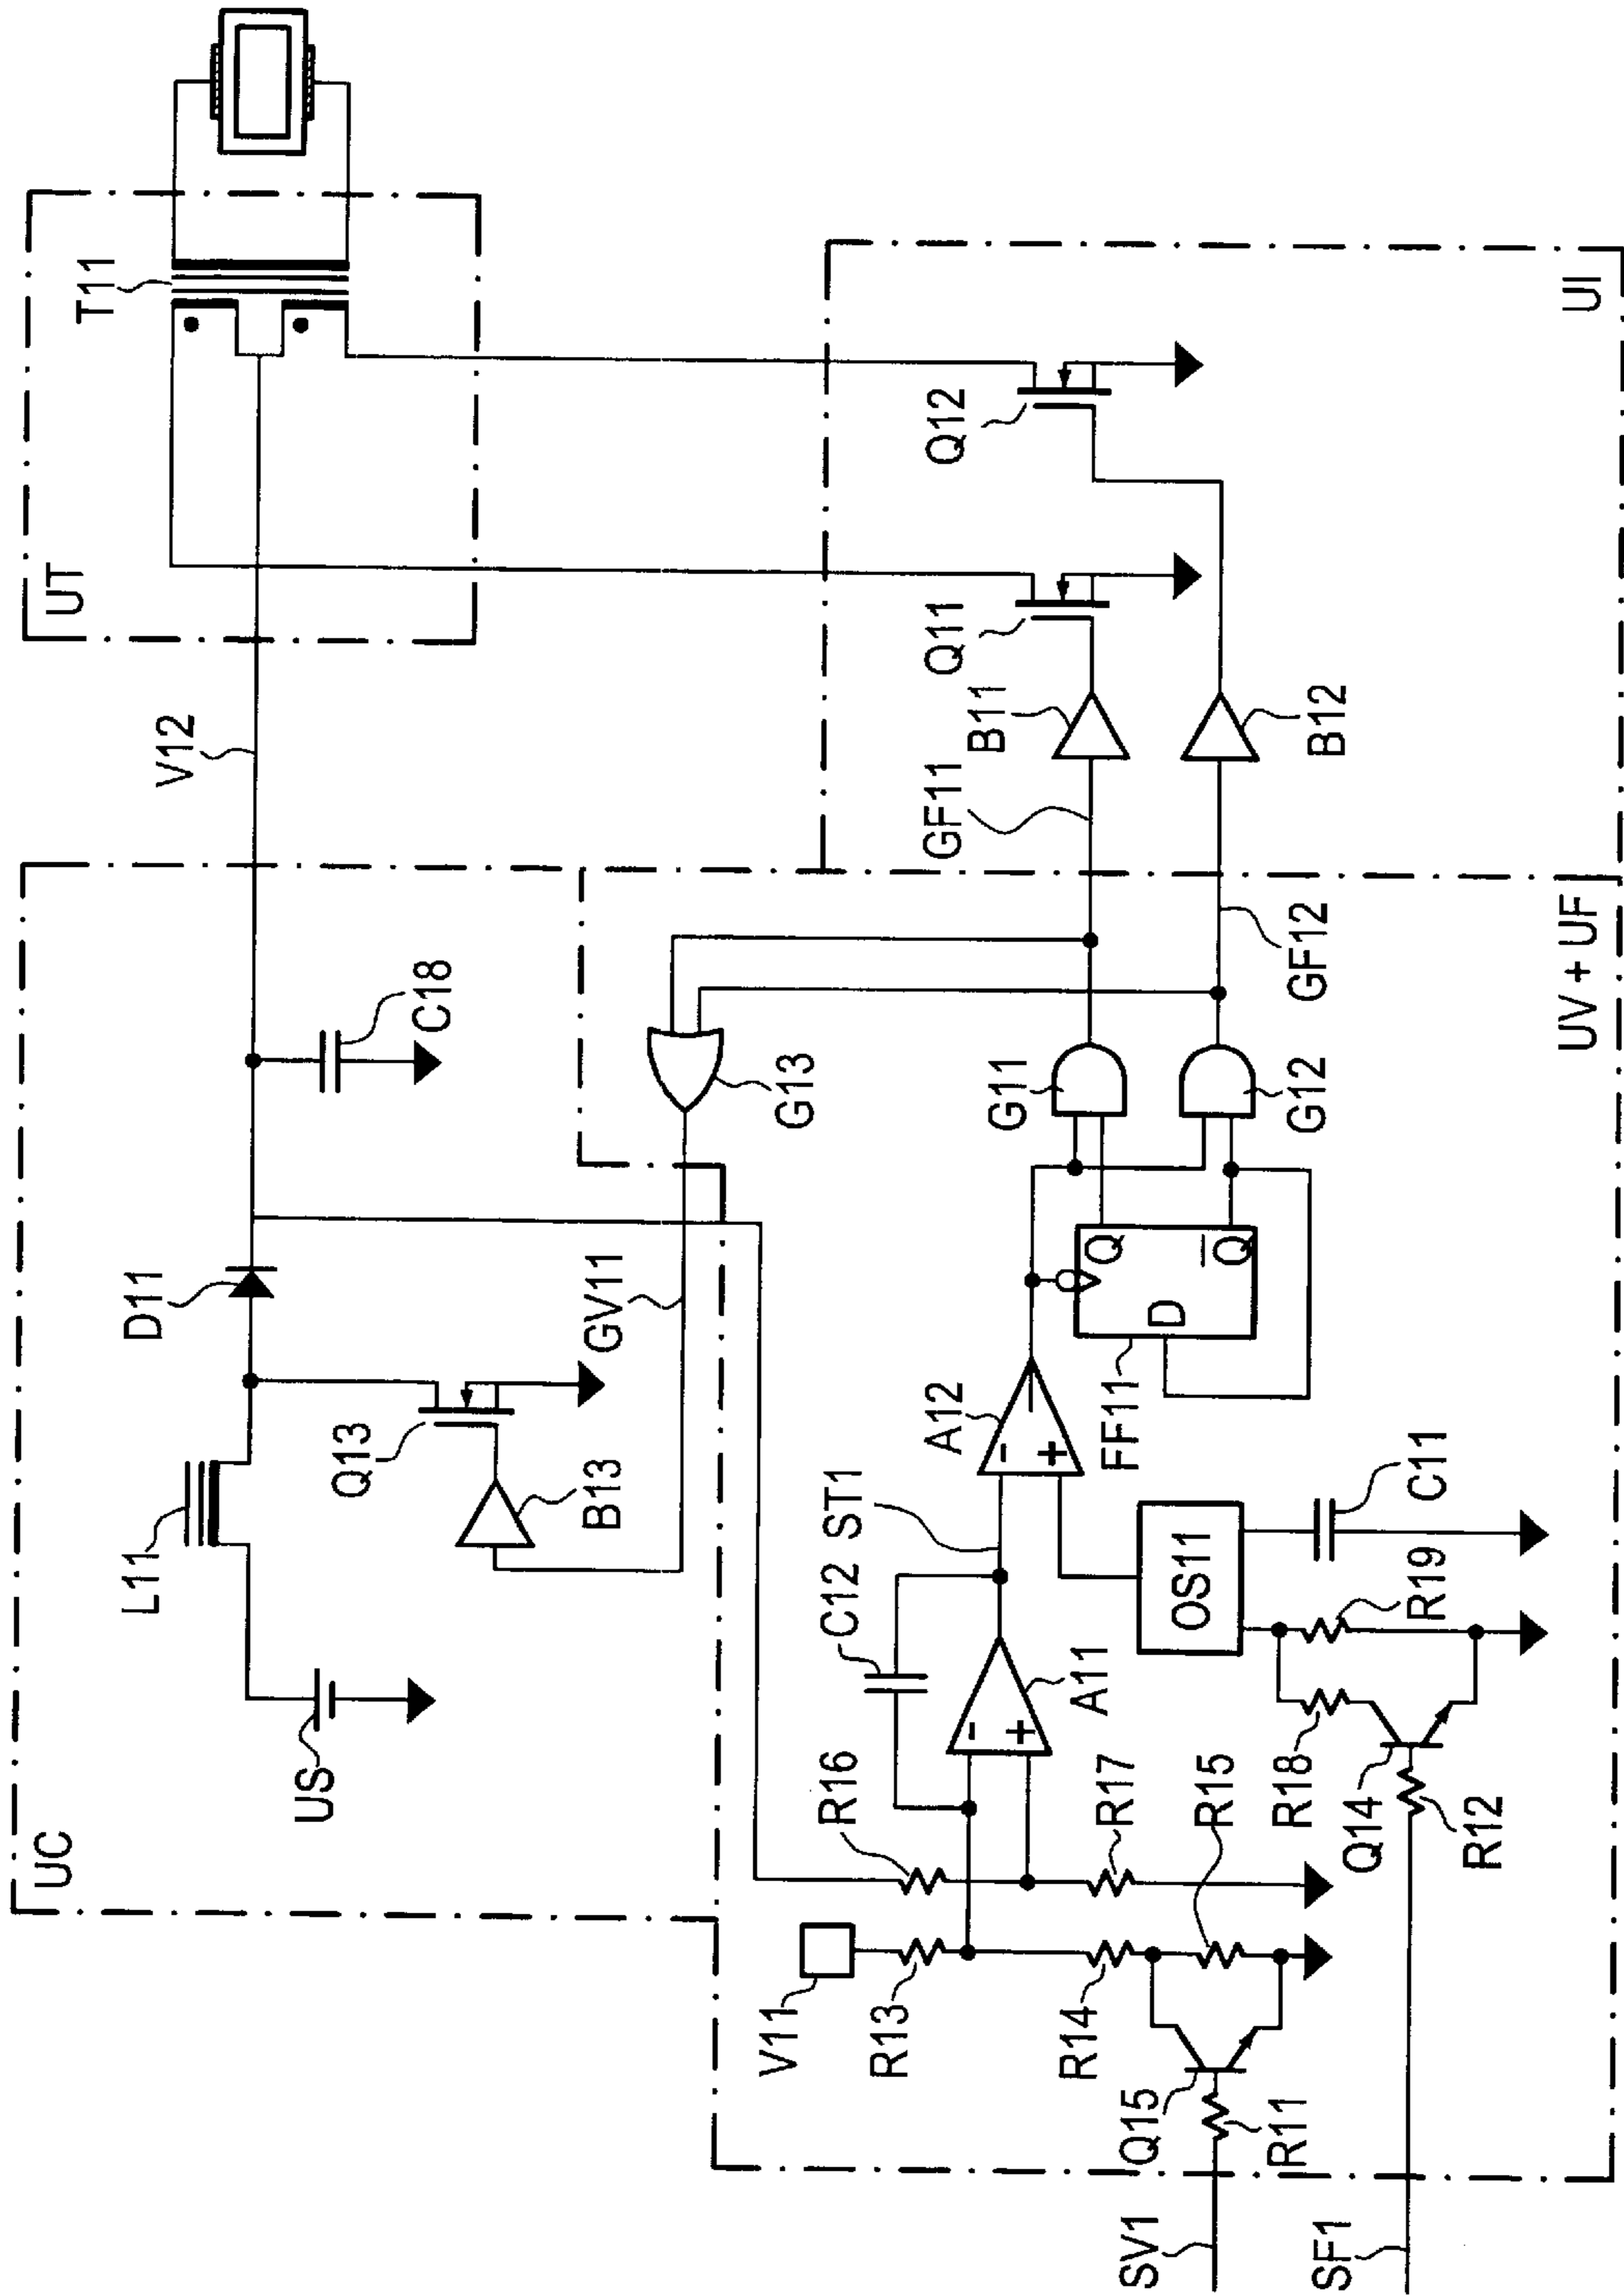 UC
L11
D11
V12
UT
T11
US
Q13
B13
GV11
C18
G13
V11
R13
R16
C12
ST1
A12
A11
R17
R14
R15
Q15
R11
SV1
SF1
R12
Q14
R18
R19
OS11
C11
FF11
D
Q
Q
G11
G12
GF11
GF12
B11
B12
Q11
Q12
UI
UV + UF
-
+
-
+